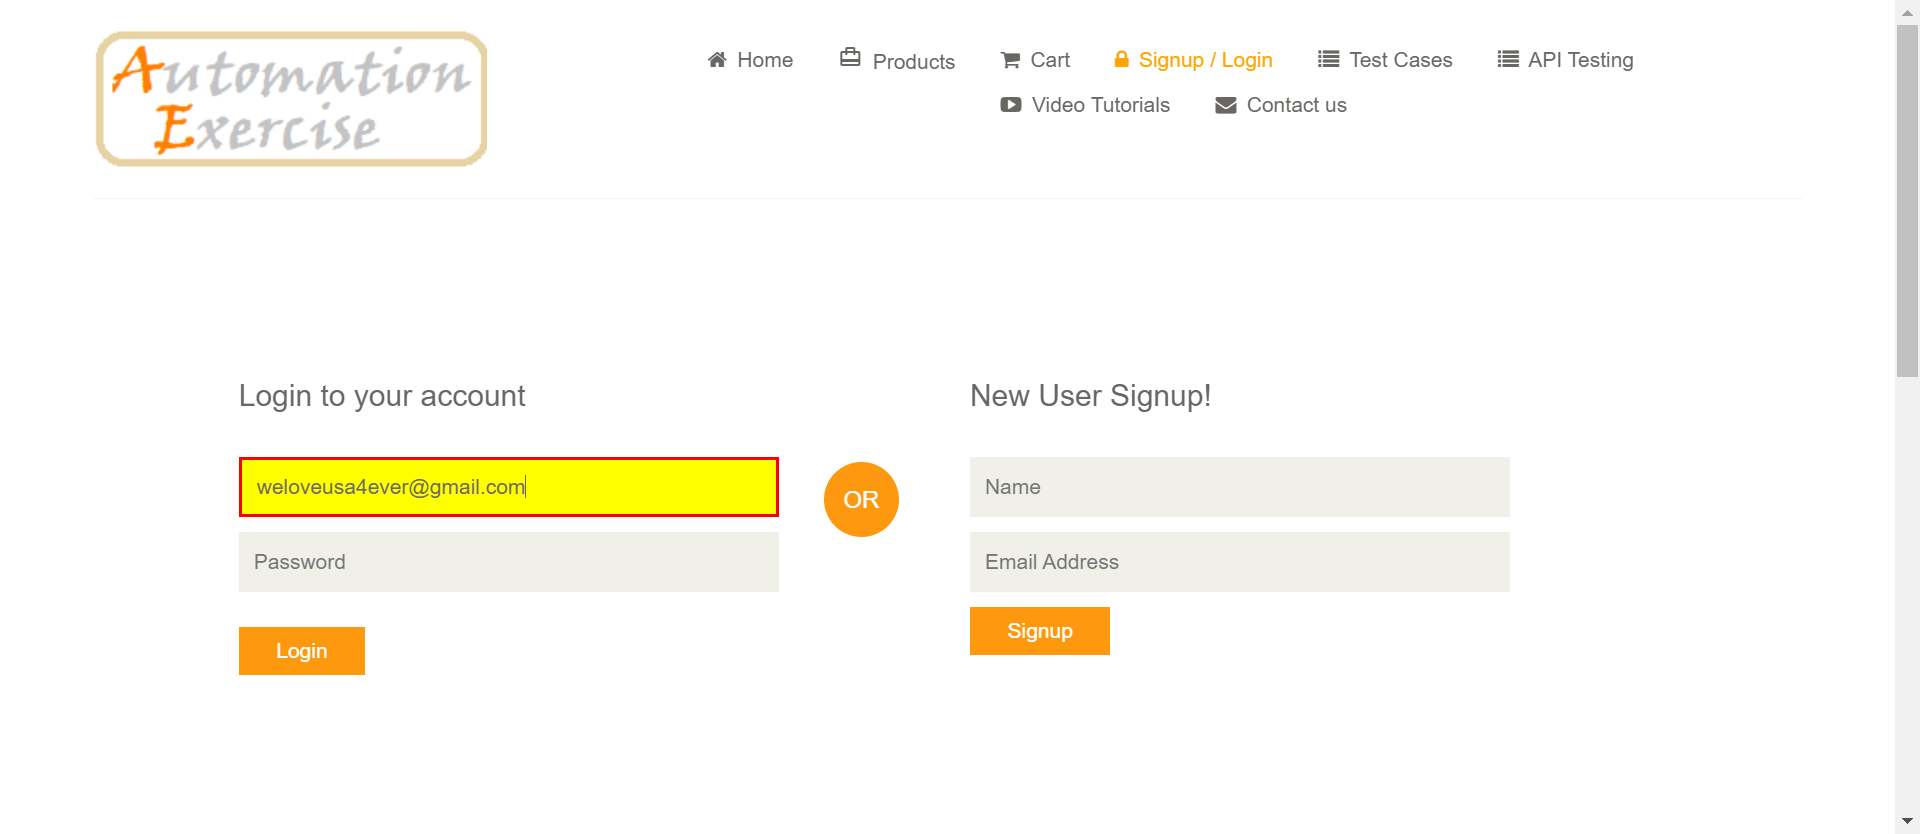 Automation
Exercise
Home
Products
Cart
Signup / Login
Test Cases
API Testing
Video Tutorials
Contact us
Login to your account
weloveusa4ever@gmail.com
Password
Login
OR
New User Signup!
Name
Email Address
Signup